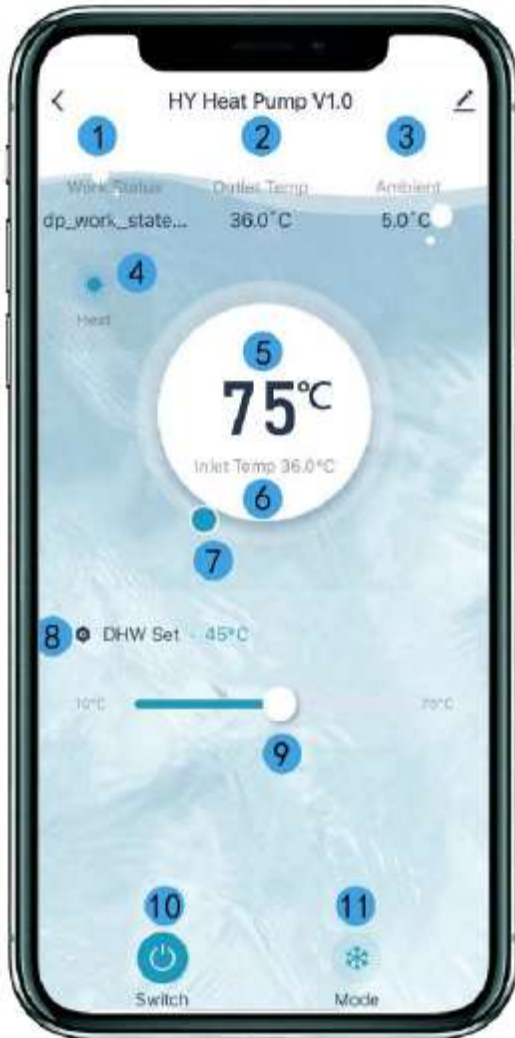 HY Heat Pump V1.0
1 2 3
Work Status Outlet Temp Ambient
dp_work_state... 36.0°C 5.0°C
4
Heat
5
75°C
Inlet Temp 36.0°C
6
7
8 DHW Set · 45°C
10°C 75°C
9
10 11
Switch Mode